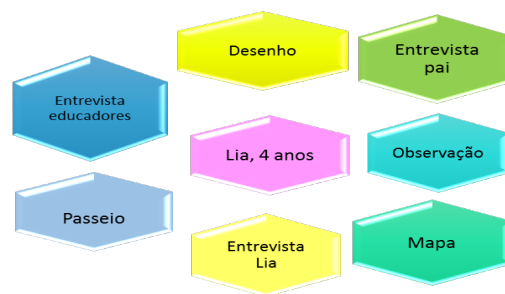 Desenho
Entrevista
pai
Entrevista
educadores
Lia, 4 anos
Observação
Passeio
Entrevista
Lia
Mapa